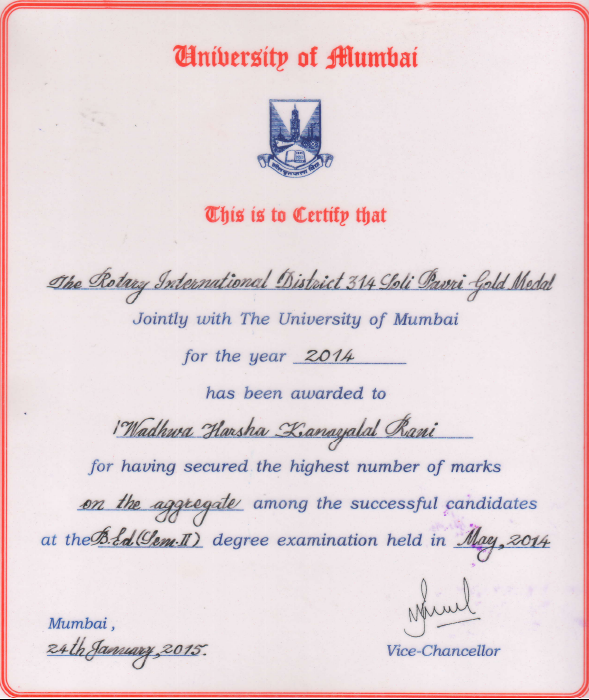 University of Mumbai
This is to Certify that
The Rotary International District 314 Soli Pavri Gold Medal
Jointly with The University of Mumbai
for the year 2014
has been awarded to
Wadhwa Harsha Kanayalal Rani
for having secured the highest number of marks
on the aggregate among the successful candidates
at the B.Ed.(Sem.II) degree examination held in May, 2014
Mumbai,
24th January, 2015.
Vice-Chancellor